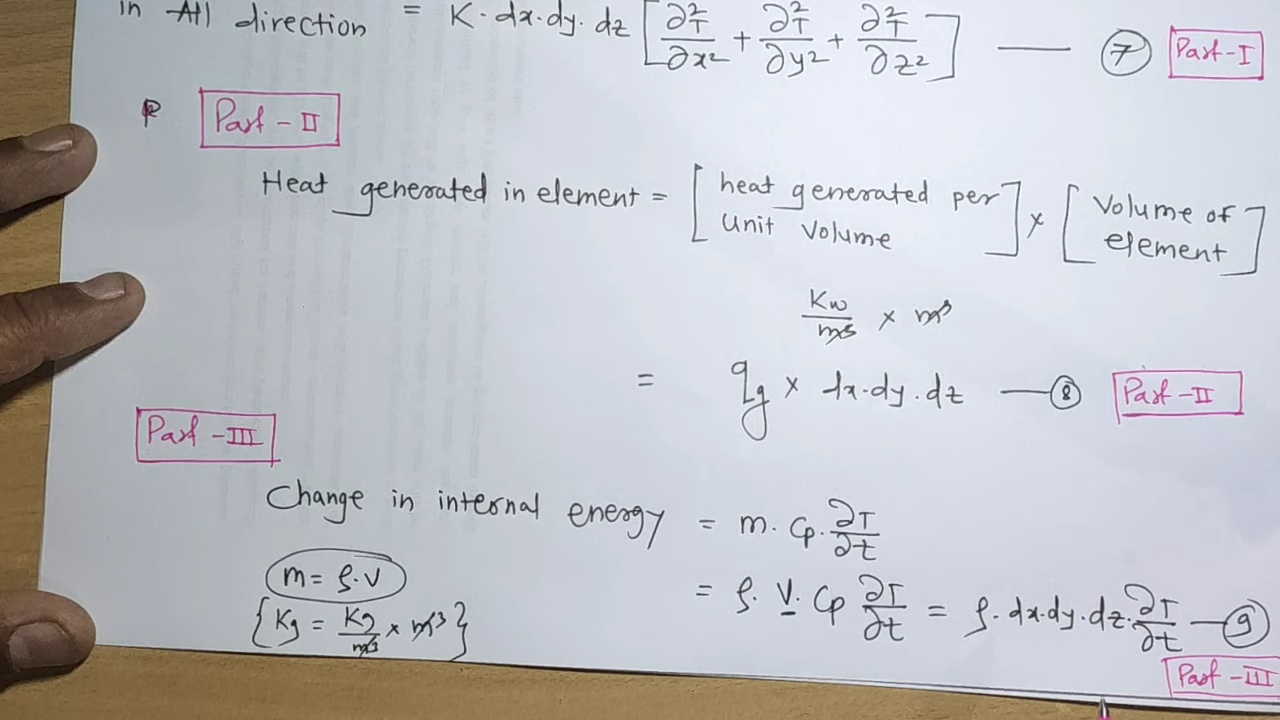 in All direction = K·dx·dy·dz [∂²T/∂x² + ∂²T/∂y² + ∂²T/∂z²] — ⑦ Part-I
Part-II
Heat generated in element = [heat generated per unit volume] × [Volume of element]
Kw/m³ × m³
= qg × dx·dy·dz — ⑧ Part-II
Part-III
Change in internal energy = m·Cp·∂T/∂t
m = ρ·V
= ρ·V·Cp ∂T/∂t = ρ·dx·dy·dz·∂T/∂t — ⑨
{Kg = Kg/m³ × m³}
Part-III